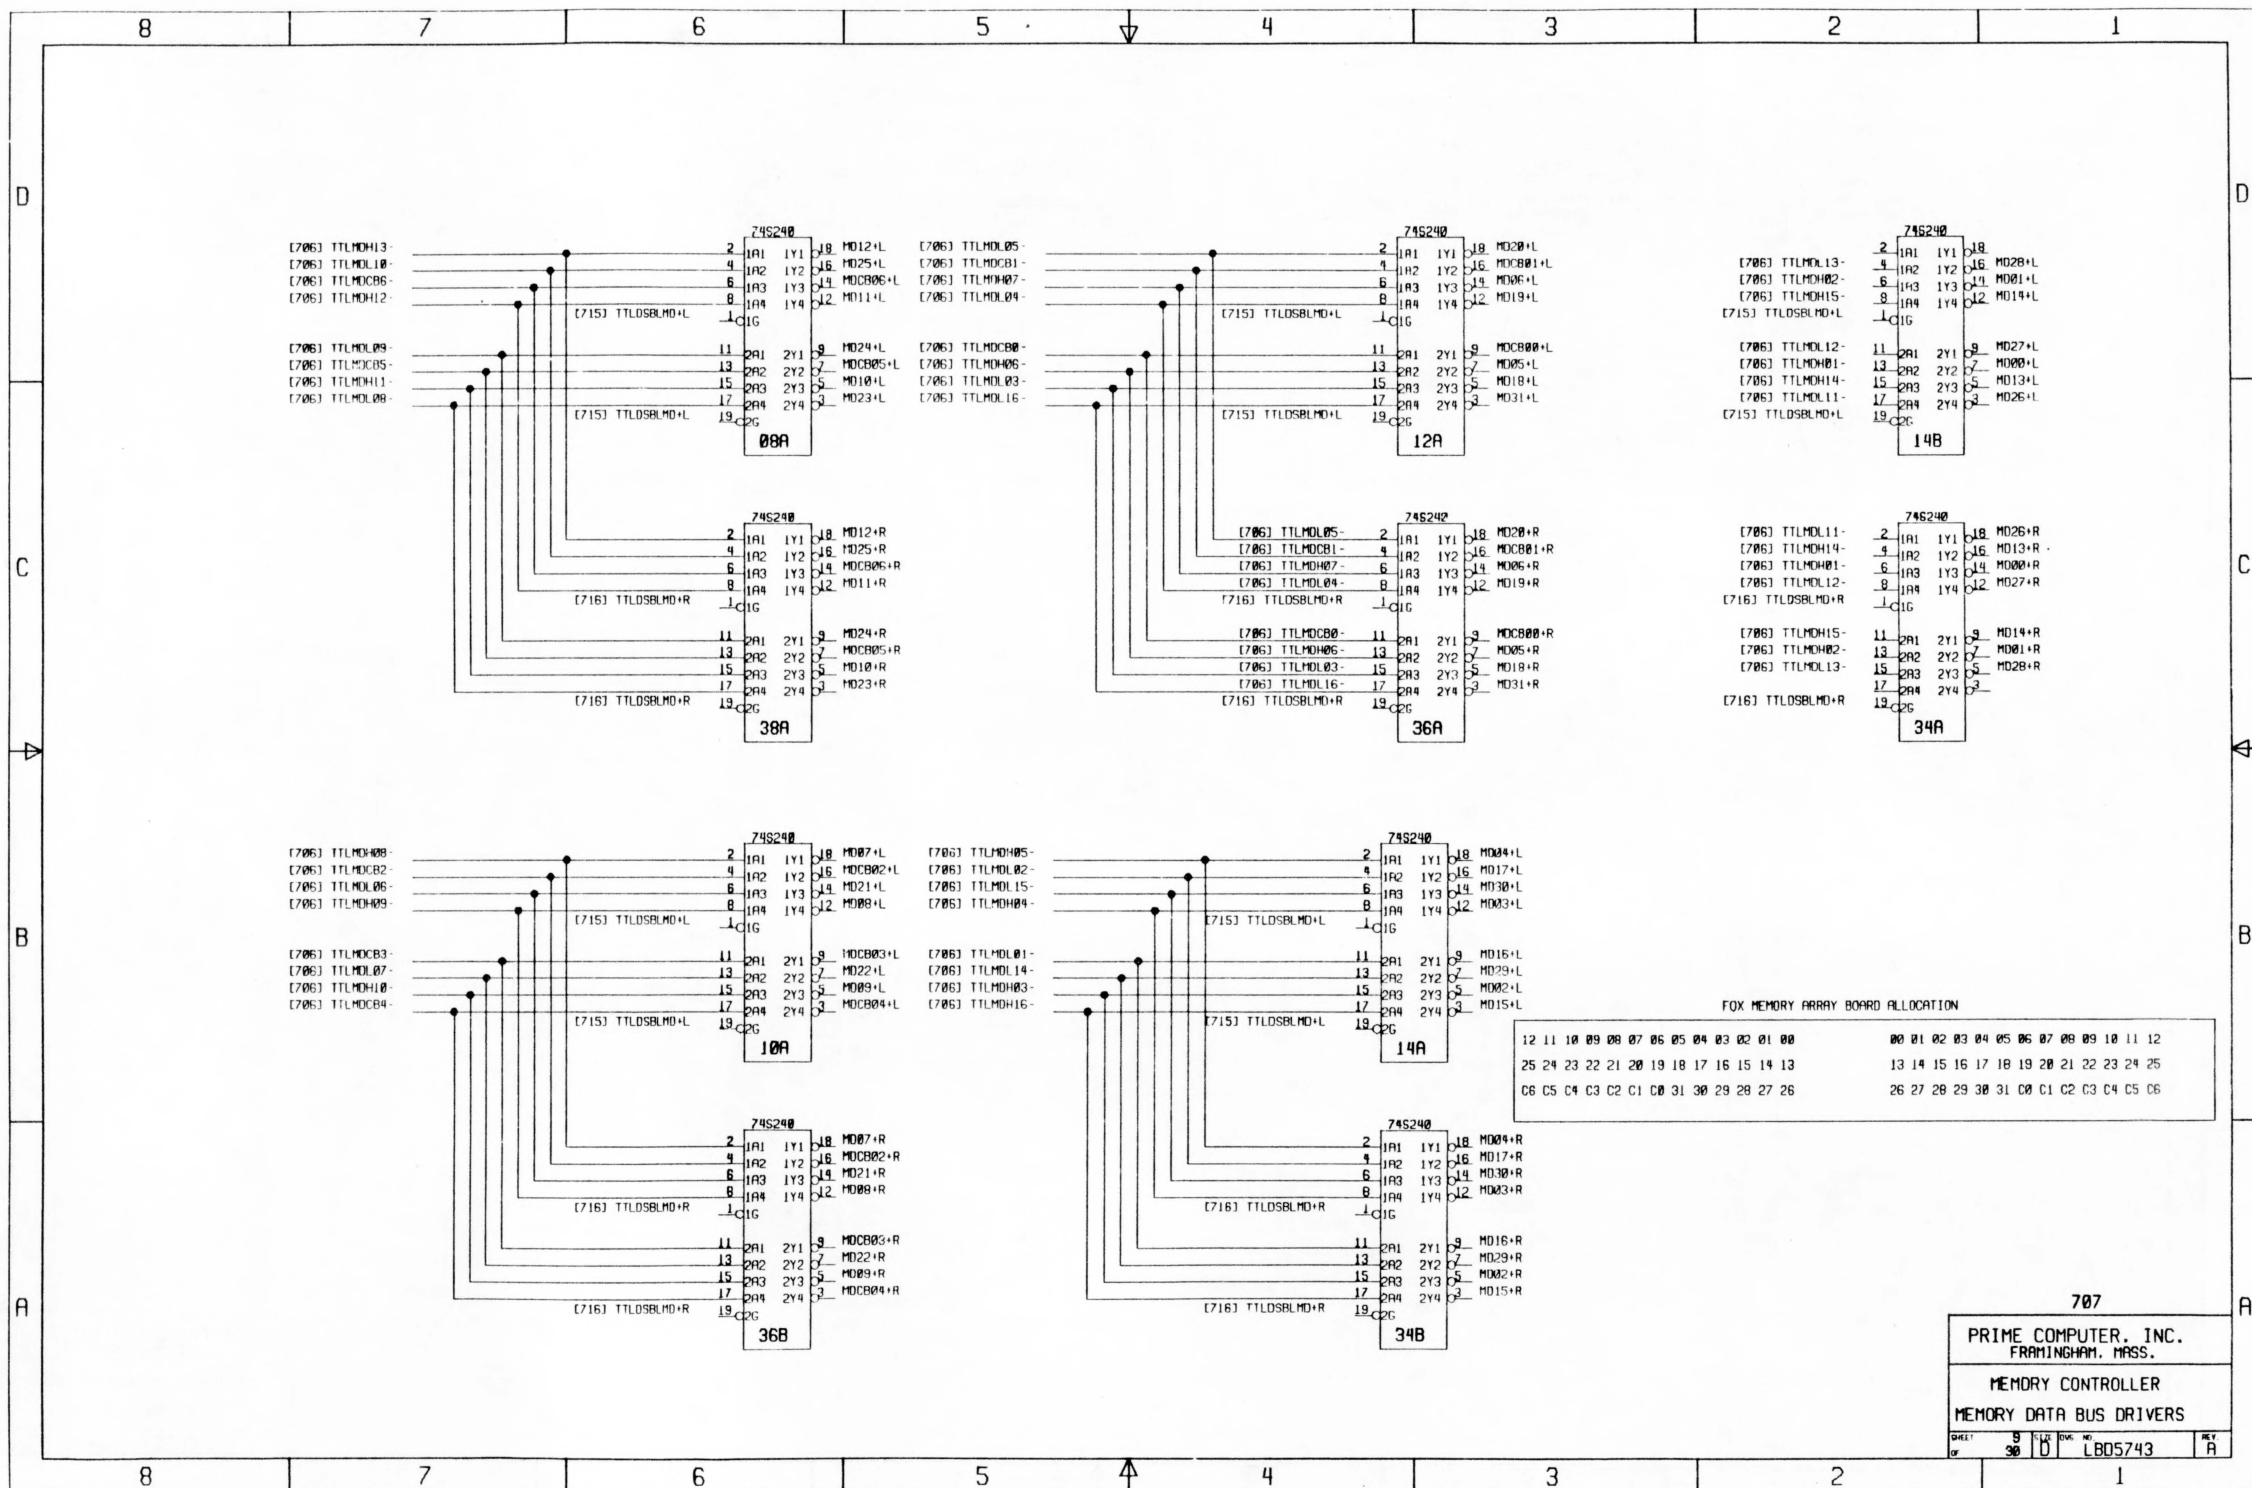 8 7 6 5 4 3 2 1
D
C
B
A
74S240
[706] TTLMDH13- 2 1A1 1Y1 18 MD12+L
[706] TTLMDL10- 4 1A2 1Y2 16 MD25+L
[706] TTLMDCB6- 6 1A3 1Y3 14 MDCB06+L
[706] TTLMDH12- 8 1A4 1Y4 12 MD11+L
[715] TTLDSBLMD+L 1 1G
[706] TTLMDL09- 11 2A1 2Y1 9 MD24+L
[706] TTLMDCB5- 13 2A2 2Y2 7 MDCB05+L
[706] TTLMDH11- 15 2A3 2Y3 5 MD10+L
[706] TTLMDL08- 17 2A4 2Y4 3 MD23+L
[715] TTLDSBLMD+L 19 2G
08A
74S240
2 1A1 1Y1 18 MD12+R
4 1A2 1Y2 16 MD25+R
6 1A3 1Y3 14 MDCB06+R
8 1A4 1Y4 12 MD11+R
[716] TTLDSBLMD+R 1 1G
11 2A1 2Y1 9 MD24+R
13 2A2 2Y2 7 MDCB05+R
15 2A3 2Y3 5 MD10+R
17 2A4 2Y4 3 MD23+R
[716] TTLDSBLMD+R 19 2G
38A
74S240
[706] TTLMDL05- 2 1A1 1Y1 18 MD20+L
[706] TTLMDCB1- 4 1A2 1Y2 16 MDCB01+L
[706] TTLMDH07- 6 1A3 1Y3 14 MD06+L
[706] TTLMDL04- 8 1A4 1Y4 12 MD19+L
[715] TTLDSBLMD+L 1 1G
[706] TTLMDCB0- 11 2A1 2Y1 9 MDCB00+L
[706] TTLMDH06- 13 2A2 2Y2 7 MD05+L
[706] TTLMDL03- 15 2A3 2Y3 5 MD18+L
[706] TTLMDL16- 17 2A4 2Y4 3 MD31+L
[715] TTLDSBLMD+L 19 2G
12A
74S240
[706] TTLMDL05- 2 1A1 1Y1 18 MD20+R
[706] TTLMDCB1- 4 1A2 1Y2 16 MDCB01+R
[706] TTLMDH07- 6 1A3 1Y3 14 MD06+R
[706] TTLMDL04- 8 1A4 1Y4 12 MD19+R
[716] TTLDSBLMD+R 1 1G
[706] TTLMDCB0- 11 2A1 2Y1 9 MDCB00+R
[706] TTLMDH06- 13 2A2 2Y2 7 MD05+R
[706] TTLMDL03- 15 2A3 2Y3 5 MD18+R
[706] TTLMDL16- 17 2A4 2Y4 3 MD31+R
[716] TTLDSBLMD+R 19 2G
36A
74S240
2 1A1 1Y1 18
[706] TTLMDL13- 4 1A2 1Y2 16 MD28+L
[706] TTLMDH02- 6 1A3 1Y3 14 MD01+L
[706] TTLMDH15- 8 1A4 1Y4 12 MD14+L
[715] TTLDSBLMD+L 1 1G
[706] TTLMDL12- 11 2A1 2Y1 9 MD27+L
[706] TTLMDH01- 13 2A2 2Y2 7 MD00+L
[706] TTLMDH14- 15 2A3 2Y3 5 MD13+L
[706] TTLMDL11- 17 2A4 2Y4 3 MD26+L
[715] TTLDSBLMD+L 19 2G
14B
74S240
[706] TTLMDL11- 2 1A1 1Y1 18 MD26+R
[706] TTLMDH14- 4 1A2 1Y2 16 MD13+R
[706] TTLMDH01- 6 1A3 1Y3 14 MD00+R
[706] TTLMDL12- 8 1A4 1Y4 12 MD27+R
[716] TTLDSBLMD+R 1 1G
[706] TTLMDH15- 11 2A1 2Y1 9 MD14+R
[706] TTLMDH02- 13 2A2 2Y2 7 MD01+R
[706] TTLMDL13- 15 2A3 2Y3 5 MD28+R
17 2A4 2Y4 3
[716] TTLDSBLMD+R 19 2G
34A
74S240
[706] TTLMDH08- 2 1A1 1Y1 18 MD07+L
[706] TTLMDCB2- 4 1A2 1Y2 16 MDCB02+L
[706] TTLMDL06- 6 1A3 1Y3 14 MD21+L
[706] TTLMDH09- 8 1A4 1Y4 12 MD08+L
[715] TTLDSBLMD+L 1 1G
[706] TTLMDCB3- 11 2A1 2Y1 9 MDCB03+L
[706] TTLMDL07- 13 2A2 2Y2 7 MD22+L
[706] TTLMDH10- 15 2A3 2Y3 5 MD09+L
[706] TTLMDCB4- 17 2A4 2Y4 3 MDCB04+L
[715] TTLDSBLMD+L 19 2G
10A
74S240
2 1A1 1Y1 18 MD07+R
4 1A2 1Y2 16 MDCB02+R
6 1A3 1Y3 14 MD21+R
8 1A4 1Y4 12 MD08+R
[716] TTLDSBLMD+R 1 1G
11 2A1 2Y1 9 MDCB03+R
13 2A2 2Y2 7 MD22+R
15 2A3 2Y3 5 MD09+R
17 2A4 2Y4 3 MDCB04+R
[716] TTLDSBLMD+R 19 2G
36B
74S240
[706] TTLMDH05- 2 1A1 1Y1 18 MD04+L
[706] TTLMDL02- 4 1A2 1Y2 16 MD17+L
[706] TTLMDL15- 6 1A3 1Y3 14 MD30+L
[706] TTLMDH04- 8 1A4 1Y4 12 MD03+L
[715] TTLDSBLMD+L 1 1G
[706] TTLMDL01- 11 2A1 2Y1 9 MD16+L
[706] TTLMDL14- 13 2A2 2Y2 7 MD29+L
[706] TTLMDH03- 15 2A3 2Y3 5 MD02+L
[706] TTLMDH16- 17 2A4 2Y4 3 MD15+L
[715] TTLDSBLMD+L 19 2G
14A
74S240
2 1A1 1Y1 18 MD04+R
4 1A2 1Y2 16 MD17+R
6 1A3 1Y3 14 MD30+R
8 1A4 1Y4 12 MD03+R
[716] TTLDSBLMD+R 1 1G
11 2A1 2Y1 9 MD16+R
13 2A2 2Y2 7 MD29+R
15 2A3 2Y3 5 MD02+R
17 2A4 2Y4 3 MD15+R
[716] TTLDSBLMD+R 19 2G
34B
FOX MEMORY ARRAY BOARD ALLOCATION
12 11 10 09 08 07 06 05 04 03 02 01 00 00 01 02 03 04 05 06 07 08 09 10 11 12
25 24 23 22 21 20 19 18 17 16 15 14 13 13 14 15 16 17 18 19 20 21 22 23 24 25
C6 C5 C4 C3 C2 C1 C0 31 30 29 28 27 26 26 27 28 29 30 31 C0 C1 C2 C3 C4 C5 C6
707
PRIME COMPUTER. INC.
FRAMINGHAM. MASS.
MEMORY CONTROLLER
MEMORY DATA BUS DRIVERS
SHEET 9 OF 30
SIZE D
DWG NO. LBD5743
REV. A
D
C
B
A
8 7 6 5 4 3 2 1